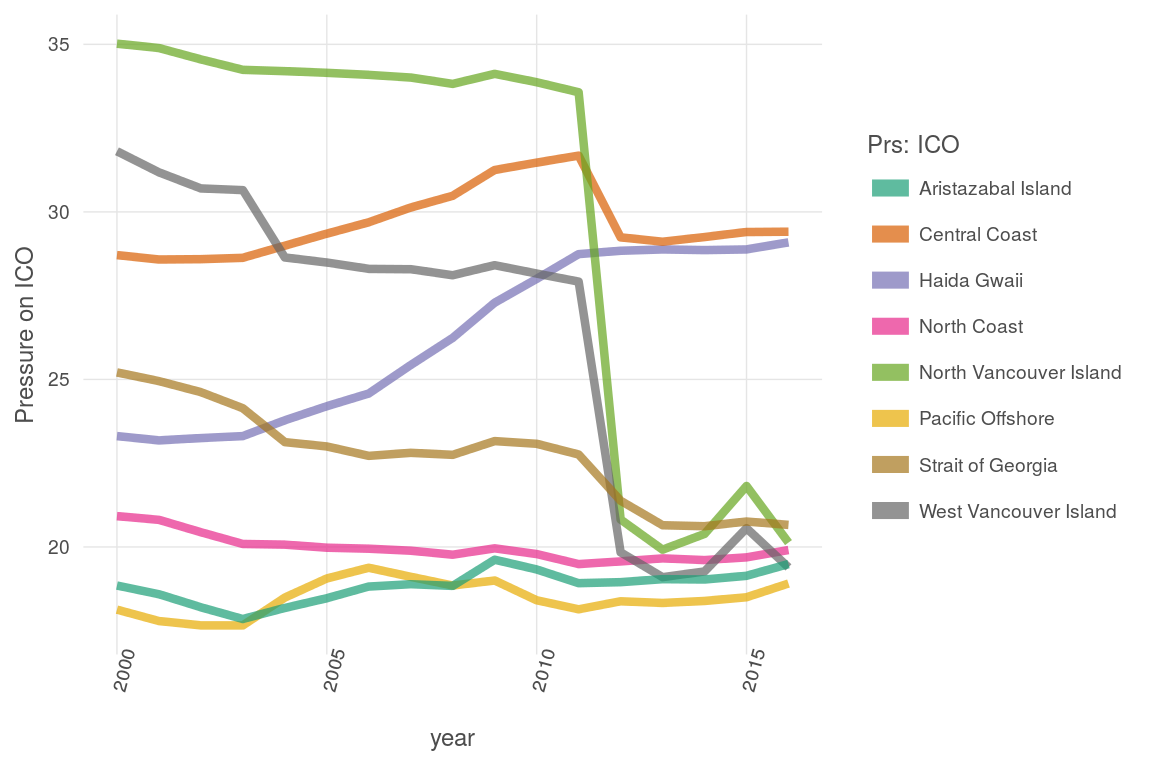 35
30
25
20
Pressure on ICO
2000
2005
2010
2015
year
Prs: ICO
Aristazabal Island
Central Coast
Haida Gwaii
North Coast
North Vancouver Island
Pacific Offshore
Strait of Georgia
West Vancouver Island